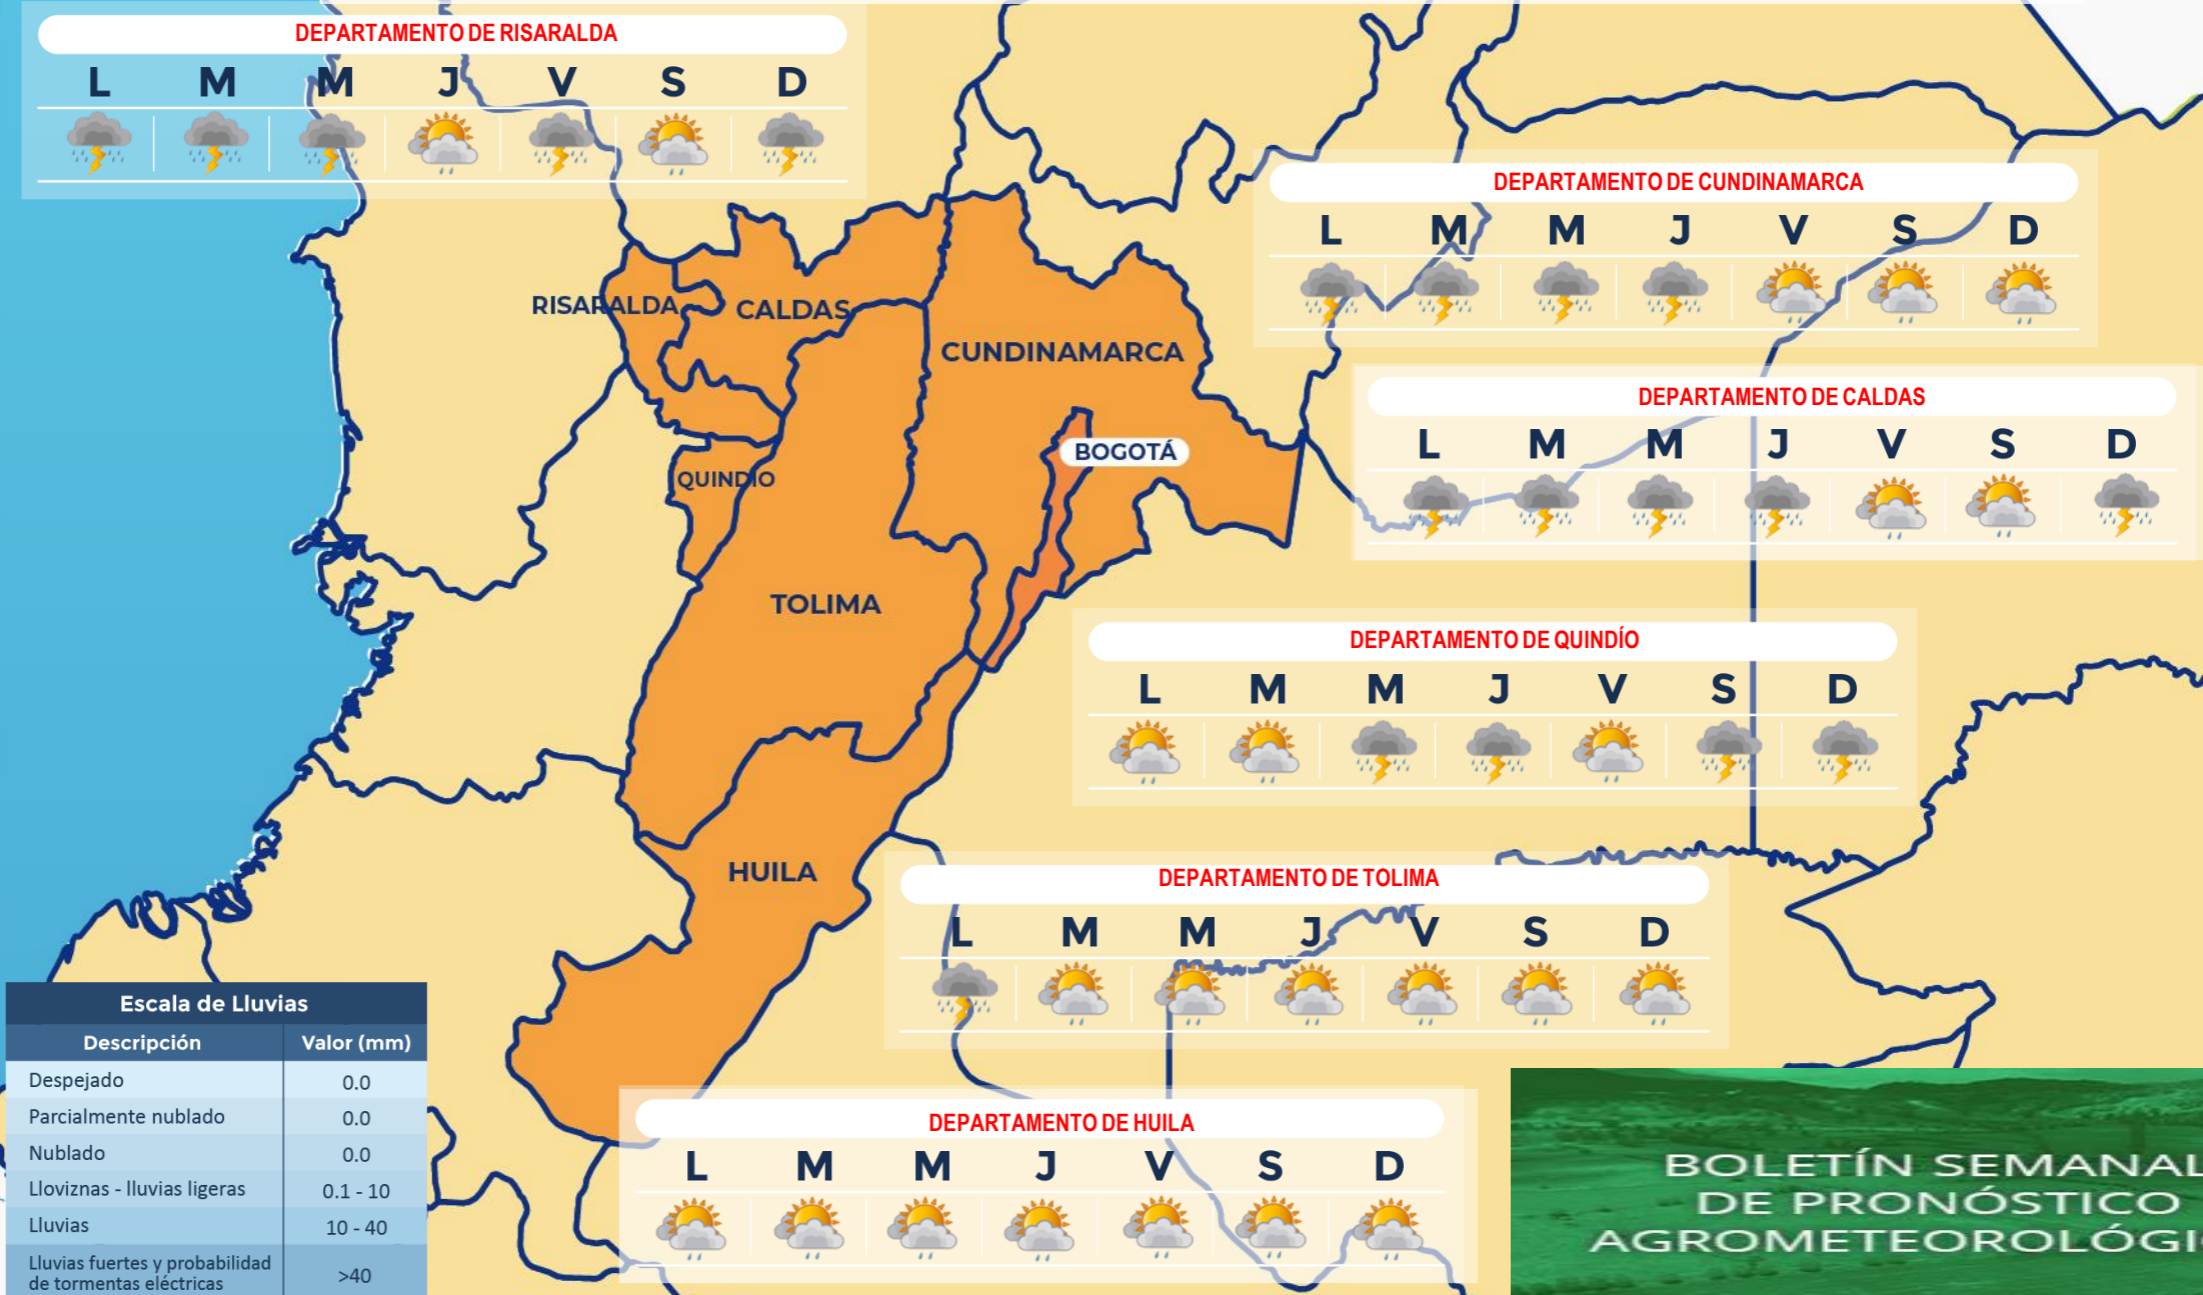 DEPARTAMENTO DE RISARALDA
L M M J V S D
DEPARTAMENTO DE CUNDINAMARCA
L M M J V S D
RISARALDA
CALDAS
CUNDINAMARCA
DEPARTAMENTO DE CALDAS
L M M J V S D
BOGOTÁ
QUINDIO
TOLIMA
DEPARTAMENTO DE QUINDÍO
L M M J V S D
HUILA
DEPARTAMENTO DE TOLIMA
L M M J V S D
Escala de Lluvias
Descripción Valor (mm)
Despejado 0.0
Parcialmente nublado 0.0
Nublado 0.0
Lloviznas - lluvias ligeras 0.1 - 10
Lluvias 10 - 40
Lluvias fuertes y probabilidad
de tormentas eléctricas >40
DEPARTAMENTO DE HUILA
L M M J V S D
BOLETÍN SEMANAL
DE PRONÓSTICO
AGROMETEOROLÓGI